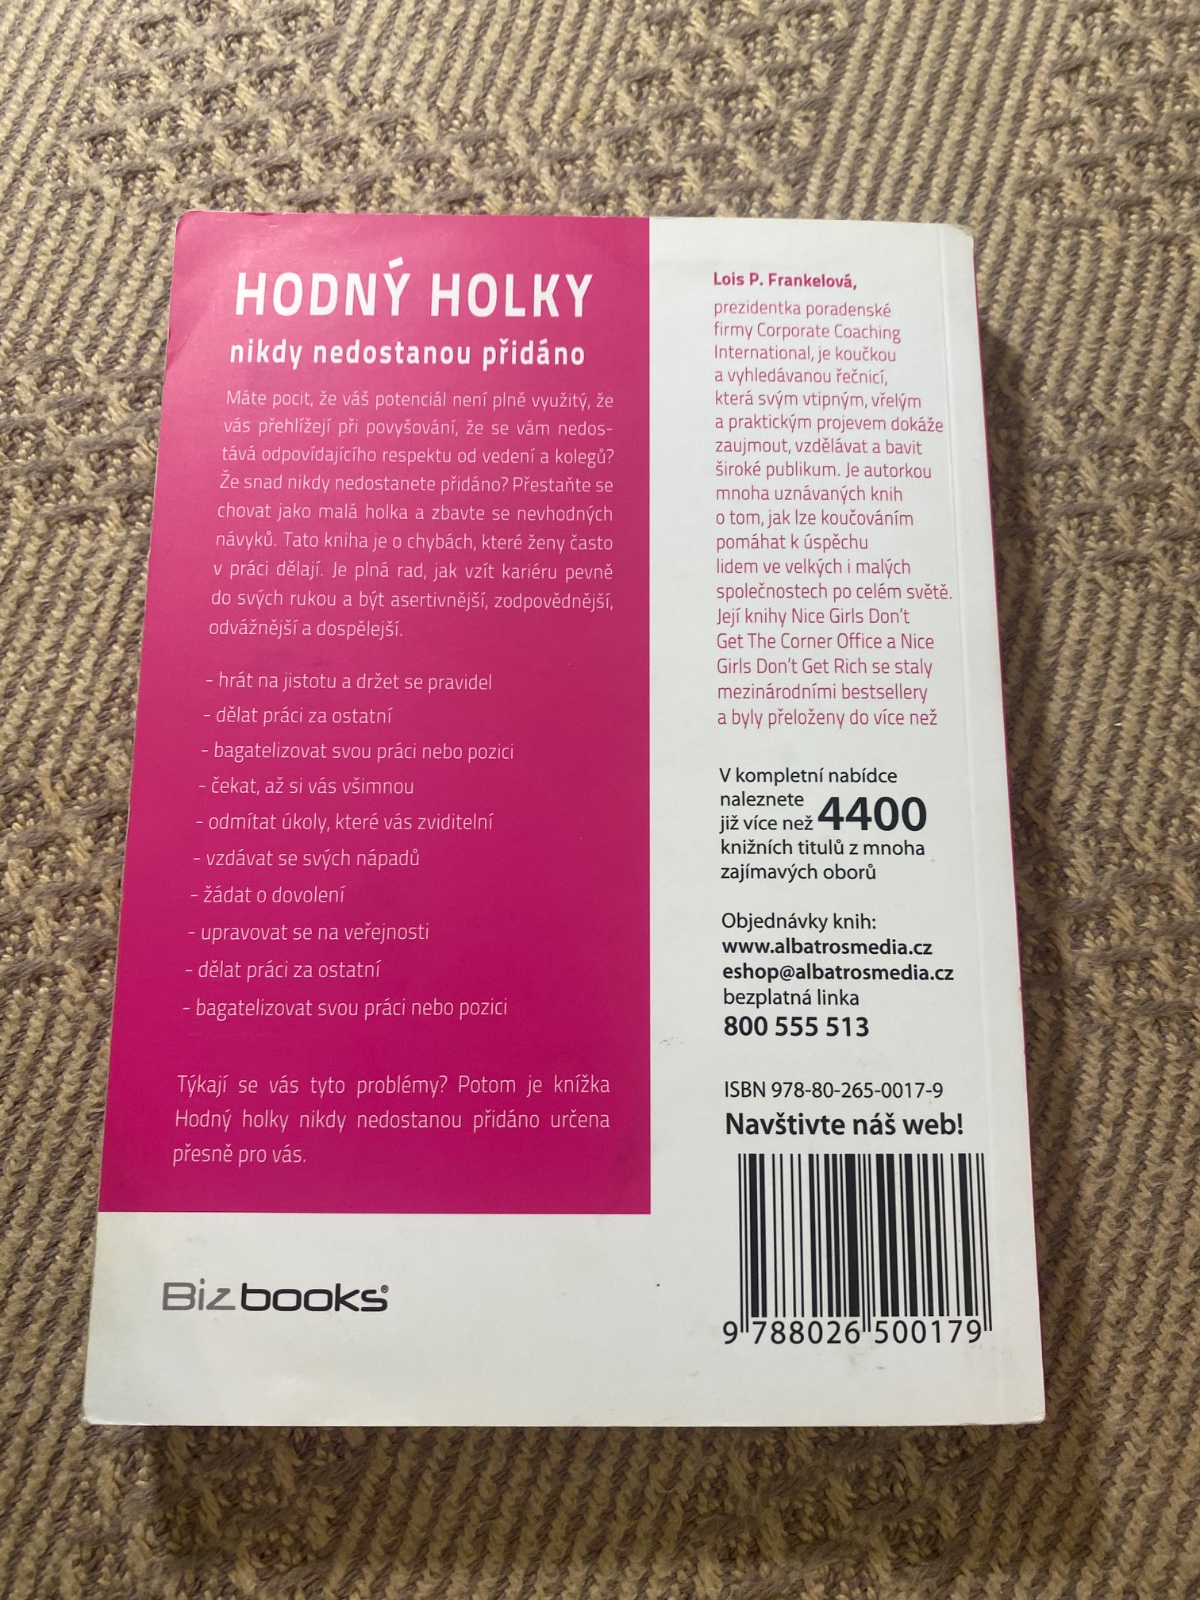 HODNÝ HOLKY
nikdy nedostanou přidáno
Máte pocit, že váš potenciál není plně využitý, že
vás přehlížejí při povyšování, že se vám nedos-
tává odpovídajícího respektu od vedení a kolegů?
Že snad nikdy nedostanete přidáno? Přestaňte se
chovat jako malá holka a zbavte se nevhodných
návyků. Tato kniha je o chybách, které ženy často
v práci dělají. Je plná rad, jak vzít kariéru pevně
do svých rukou a být asertivnější, zodpovědnější,
odvážnější a dospělejší.
- hrát na jistotu a držet se pravidel
- dělat práci za ostatní
- bagatelizovat svou práci nebo pozici
- čekat, až si vás všimnou
- odmítat úkoly, které vás zviditelní
- vzdávat se svých nápadů
- žádat o dovolení
- upravovat se na veřejnosti
- dělat práci za ostatní
- bagatelizovat svou práci nebo pozici
Týkají se vás tyto problémy? Potom je knížka
Hodný holky nikdy nedostanou přidáno určena
přesně pro vás.
Bizbooks®
Lois P. Frankelová,
prezidentka poradenské
firmy Corporate Coaching
International, je koučkou
a vyhledávanou řečnicí,
která svým vtipným, vřelým
a praktickým projevem dokáže
zaujmout, vzdělávat a bavit
široké publikum. Je autorkou
mnoha uznávaných knih
o tom, jak lze koučováním
pomáhat k úspěchu
lidem ve velkých i malých
společnostech po celém světě.
Její knihy Nice Girls Don't
Get The Corner Office a Nice
Girls Don't Get Rich se staly
mezinárodními bestsellery
a byly přeloženy do více než
V kompletní nabídce
naleznete
již více než 4400
knižních titulů z mnoha
zajímavých oborů
Objednávky knih:
www.albatrosmedia.cz
eshop@albatrosmedia.cz
bezplatná linka
800 555 513
ISBN 978-80-265-0017-9
Navštivte náš web!
9 788026 500179